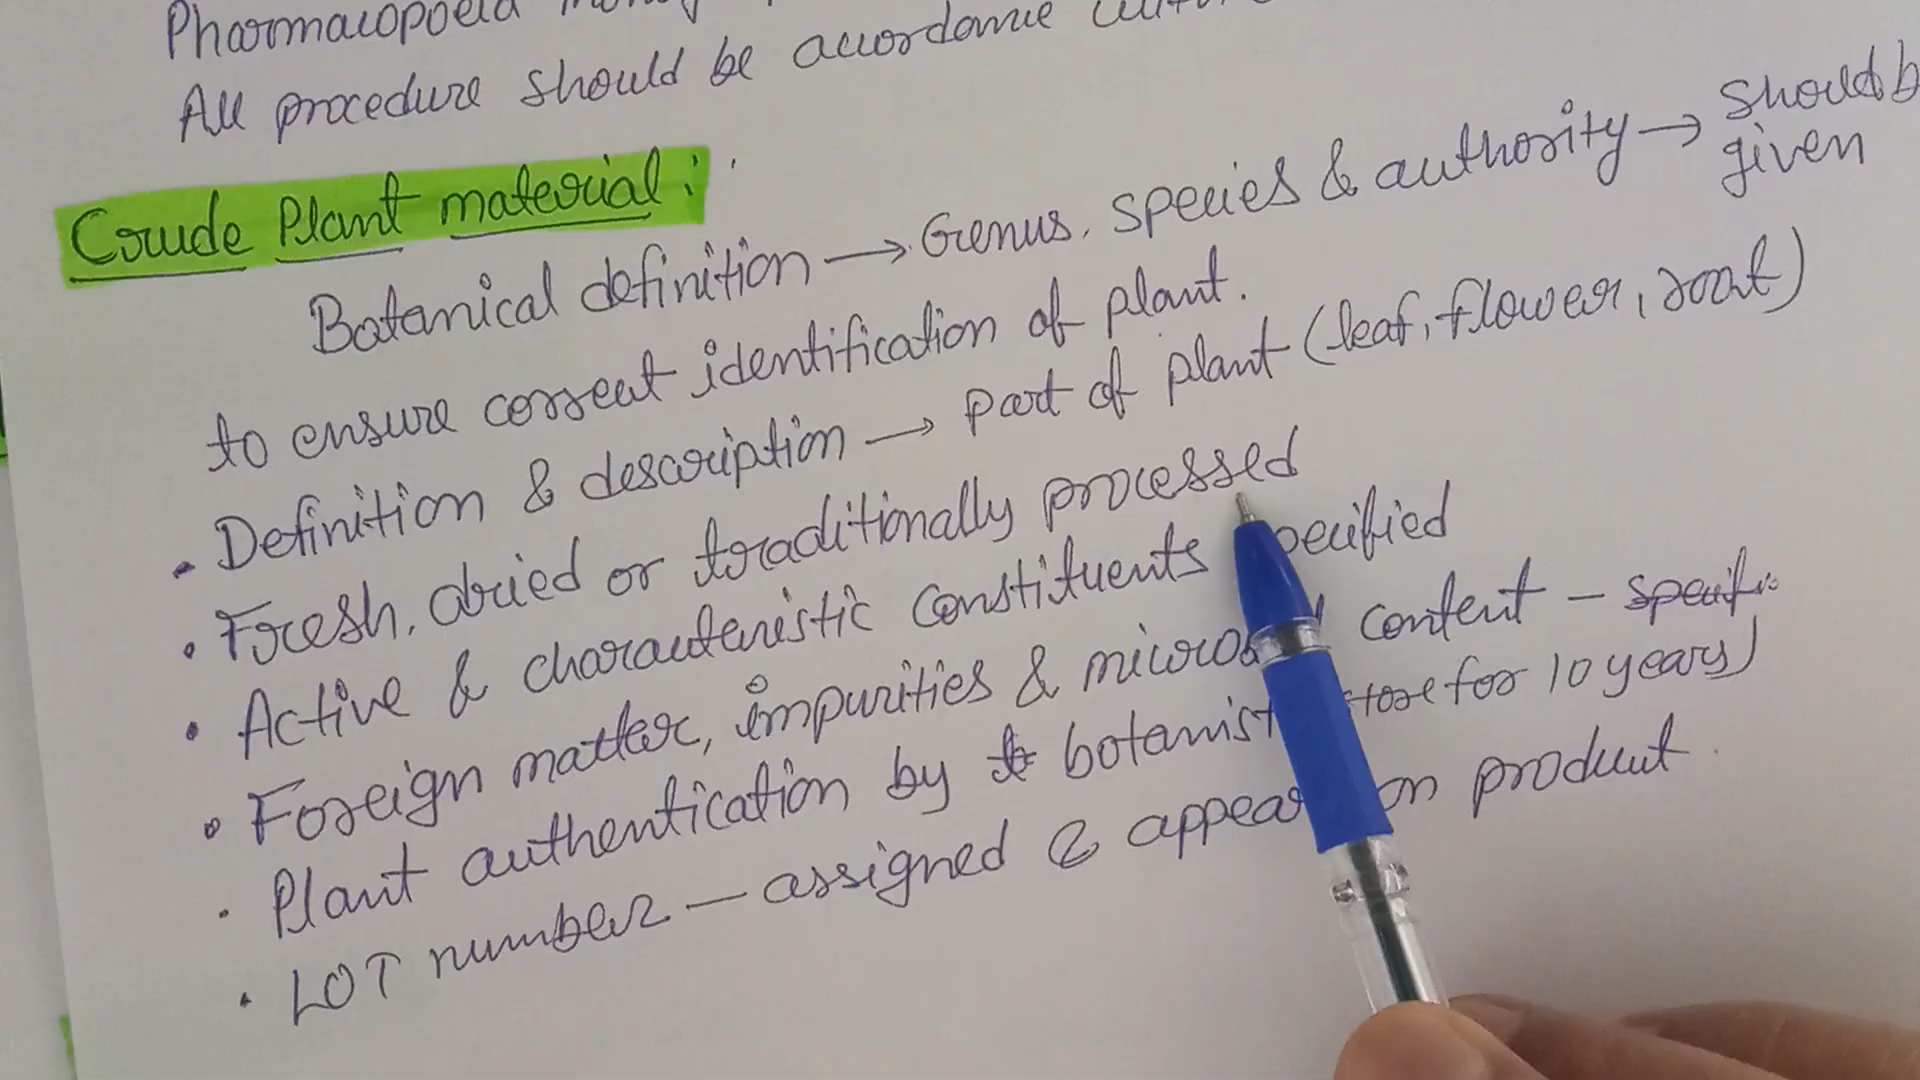 Pharmacopoeia
All procedure should be accordance
Crude Plant material:
Botanical definition → Genus, species & authority → should b
given
to ensure correct identification of plant.
• Definition & description → part of plant (leaf, flower, root)
• Fresh, dried or traditionally processed
• Active & characteristic constituents specified
• Foreign matter, impurities & microbial content - specific
• Plant authentication by botanist store for 10 years)
• LOT number - assigned & appear on product.